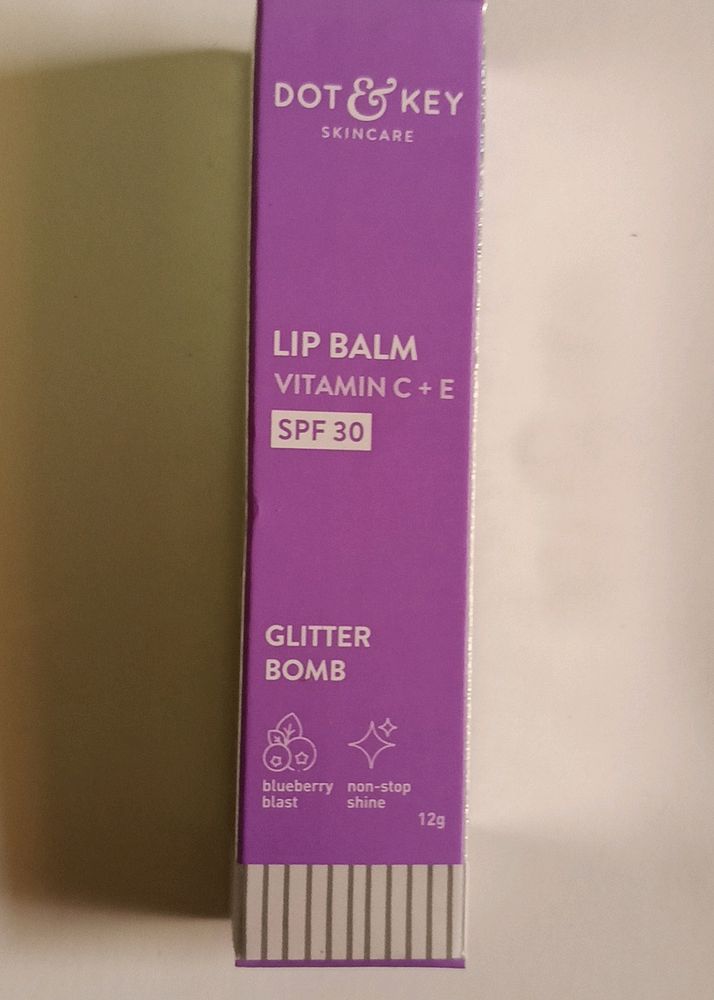 DOT & KEY
SKINCARE
LIP BALM
VITAMIN C + E
SPF 30
GLITTER
BOMB
blueberry non-stop
blast shine
12g